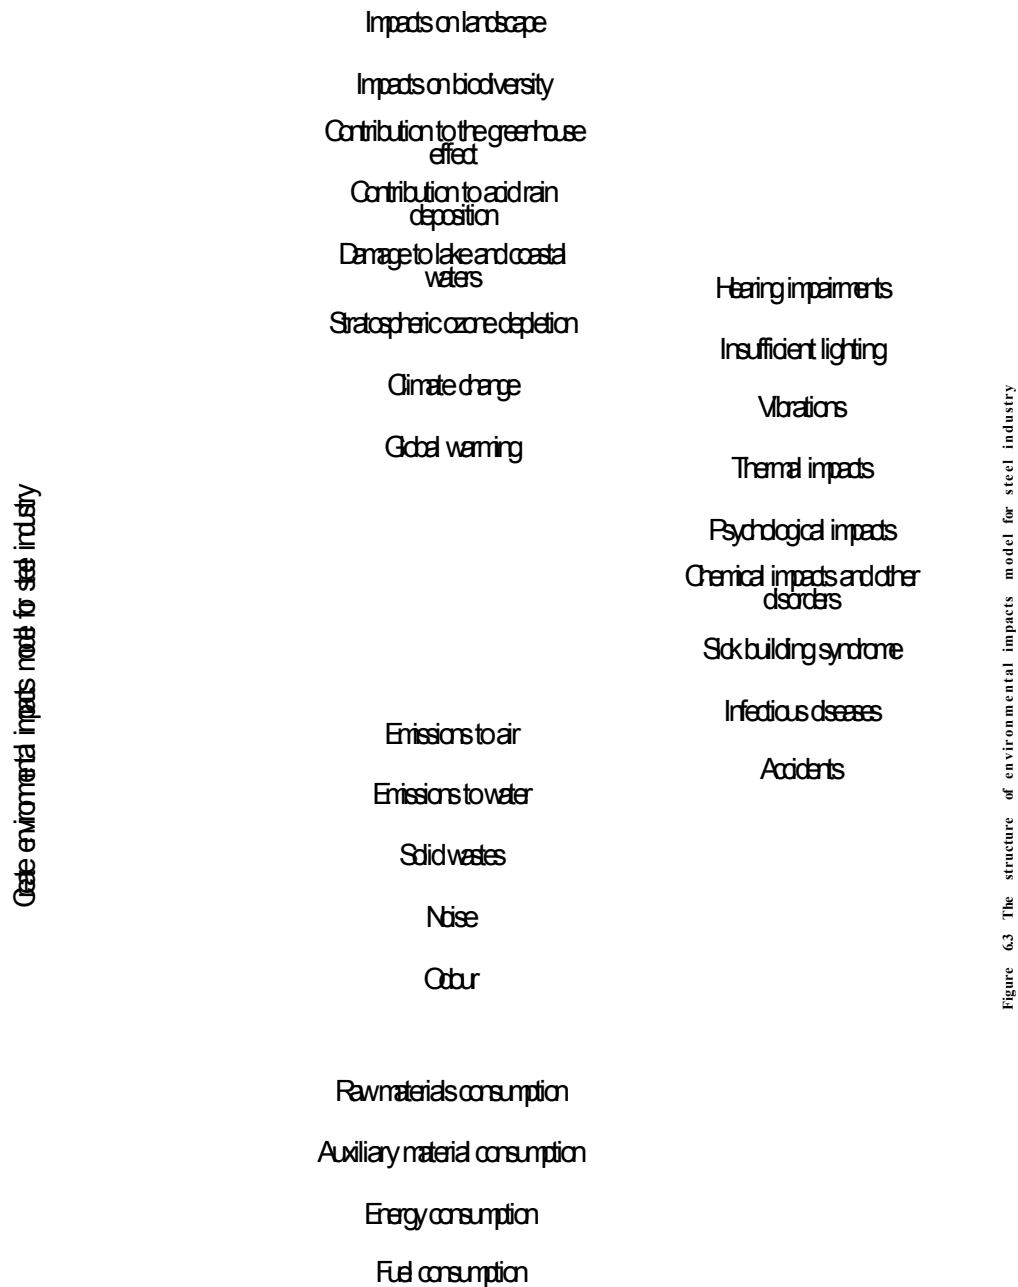 Impacts on landscape
Impacts on biodiversity
Contribution to the greenhouse
effect
Contribution to acid rain
deposition
Damage to lake and coastal
waters
Stratospheric ozone depletion
Climate change
Global warming
Hearing impairments
Insufficient lighting
Vibrations
Thermal impacts
Psychological impacts
Chemical impacts and other
disorders
Sick building syndrome
Infectious diseases
Accidents
Create environmental impacts model for steel industry
Emissions to air
Emissions to water
Solid wastes
Noise
Odour
Raw materials consumption
Auxiliary material consumption
Energy consumption
Fuel consumption
Figure 6.3 The structure of environmental impacts model for steel industry